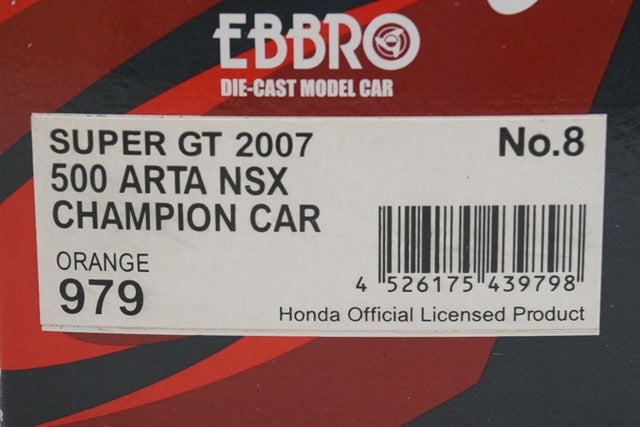 EBBRO
DIE-CAST MODEL CAR
SUPER GT 2007 No.8
500 ARTA NSX
CHAMPION CAR
ORANGE
979
4 526175 439798
Honda Official Licensed Product